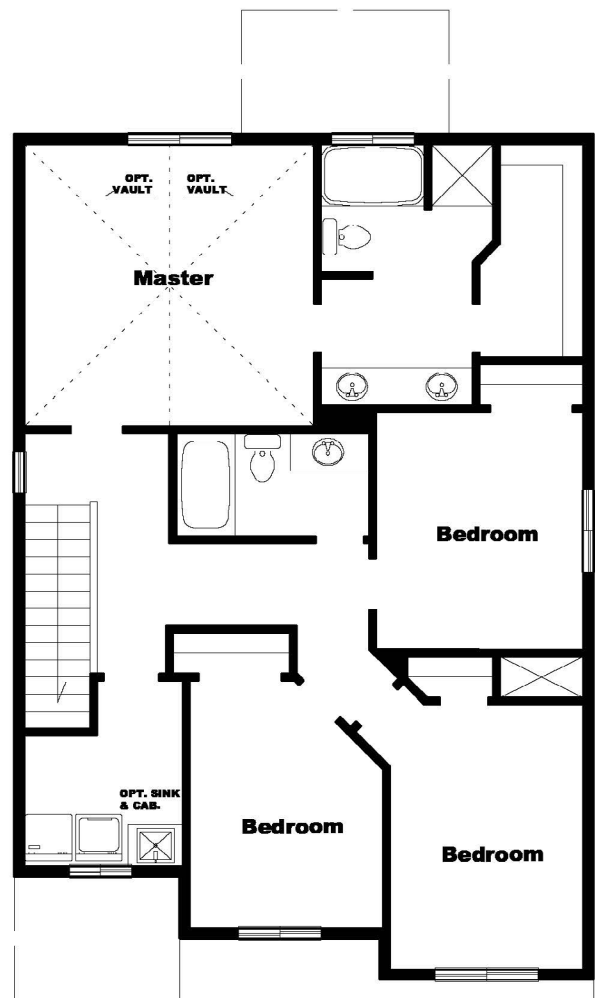 OPT.
VAULT
OPT.
VAULT
Master
Bedroom
OPT. SINK
& CAB.
Bedroom
Bedroom